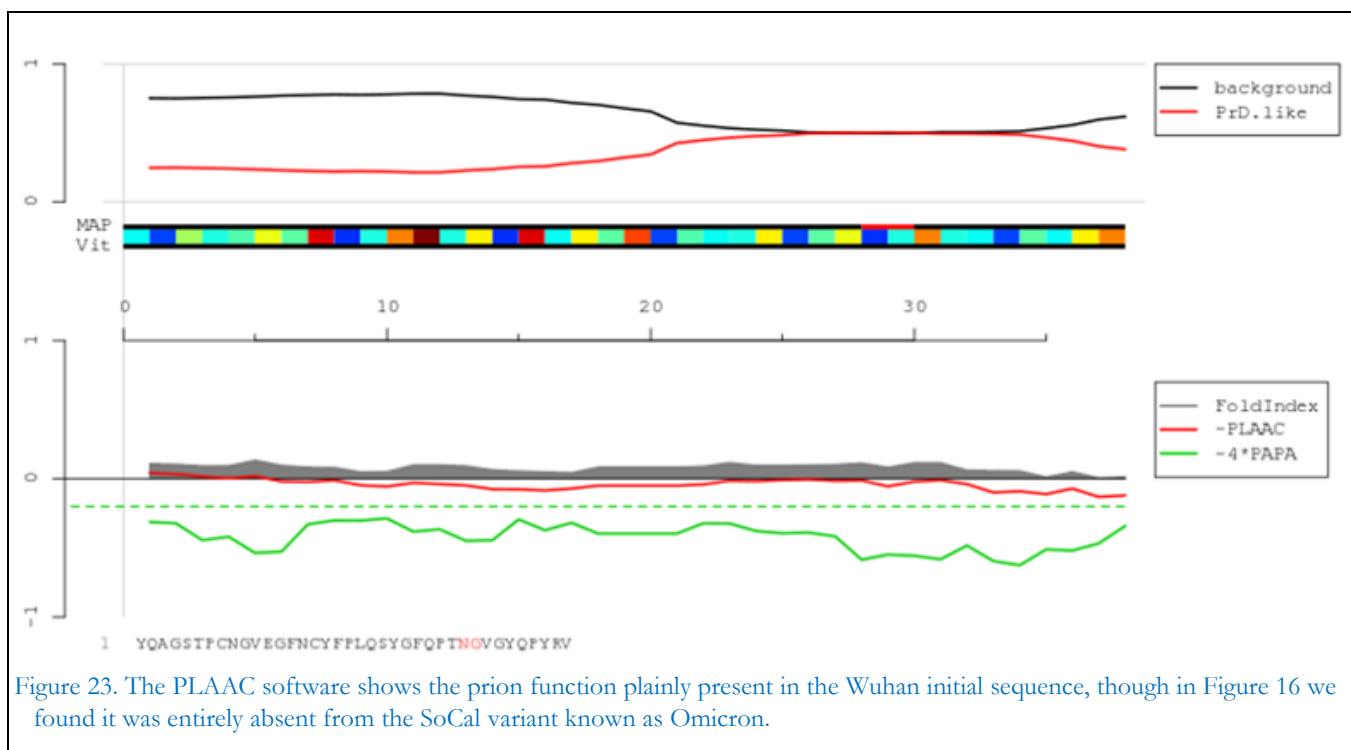 1
background
PrD.like
0
MAP
Vit
0 10 20 30
1
FoldIndex
-PLAAC
-4*PAPA
0
-1
1 YQAGSTPCNGVEGFNCYFPLQSYGFQPTNGVGYQPYRV
Figure 23. The PLAAC software shows the prion function plainly present in the Wuhan initial sequence, though in Figure 16 we
found it was entirely absent from the SoCal variant known as Omicron.